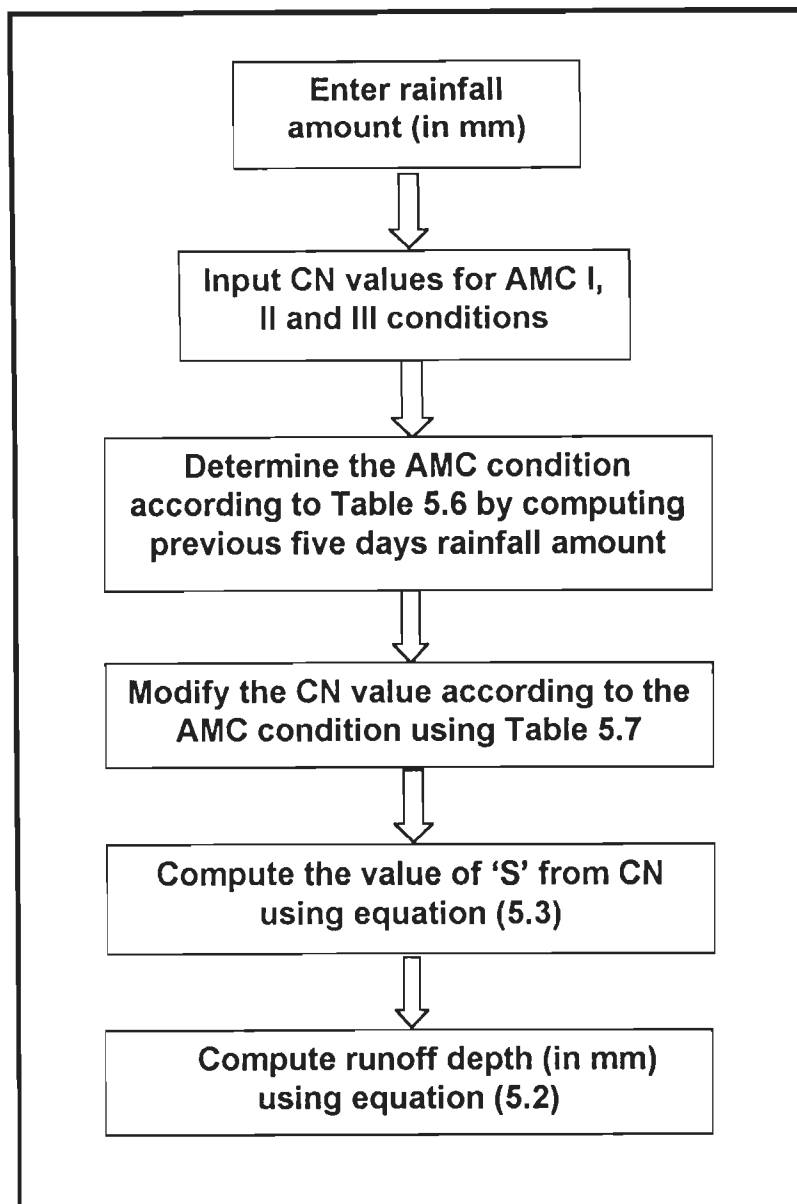 Enter rainfall
amount (in mm)
Input CN values for AMC I,
II and III conditions
Determine the AMC condition
according to Table 5.6 by computing
previous five days rainfall amount
Modify the CN value according to the
AMC condition using Table 5.7
Compute the value of ‘S’ from CN
using equation (5.3)
Compute runoff depth (in mm)
using equation (5.2)